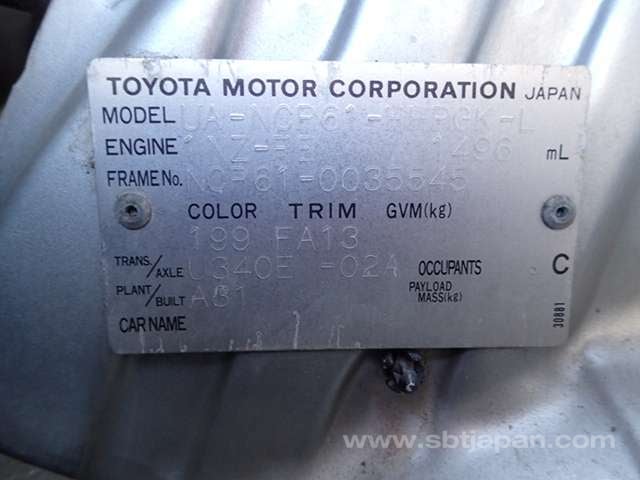 TOYOTA MOTOR CORPORATION JAPAN
MODEL UA-NCP61-
ENGINE 1NZ- 1496 mL
FRAME No. NCP61-0035545
COLOR TRIM GVM(kg)
199 FA13
TRANS./AXLE U340E -02A OCCUPANTS C
PLANT/BUILT A61 PAYLOAD MASS(kg)
CAR NAME
30881
www.sbtjapan.com